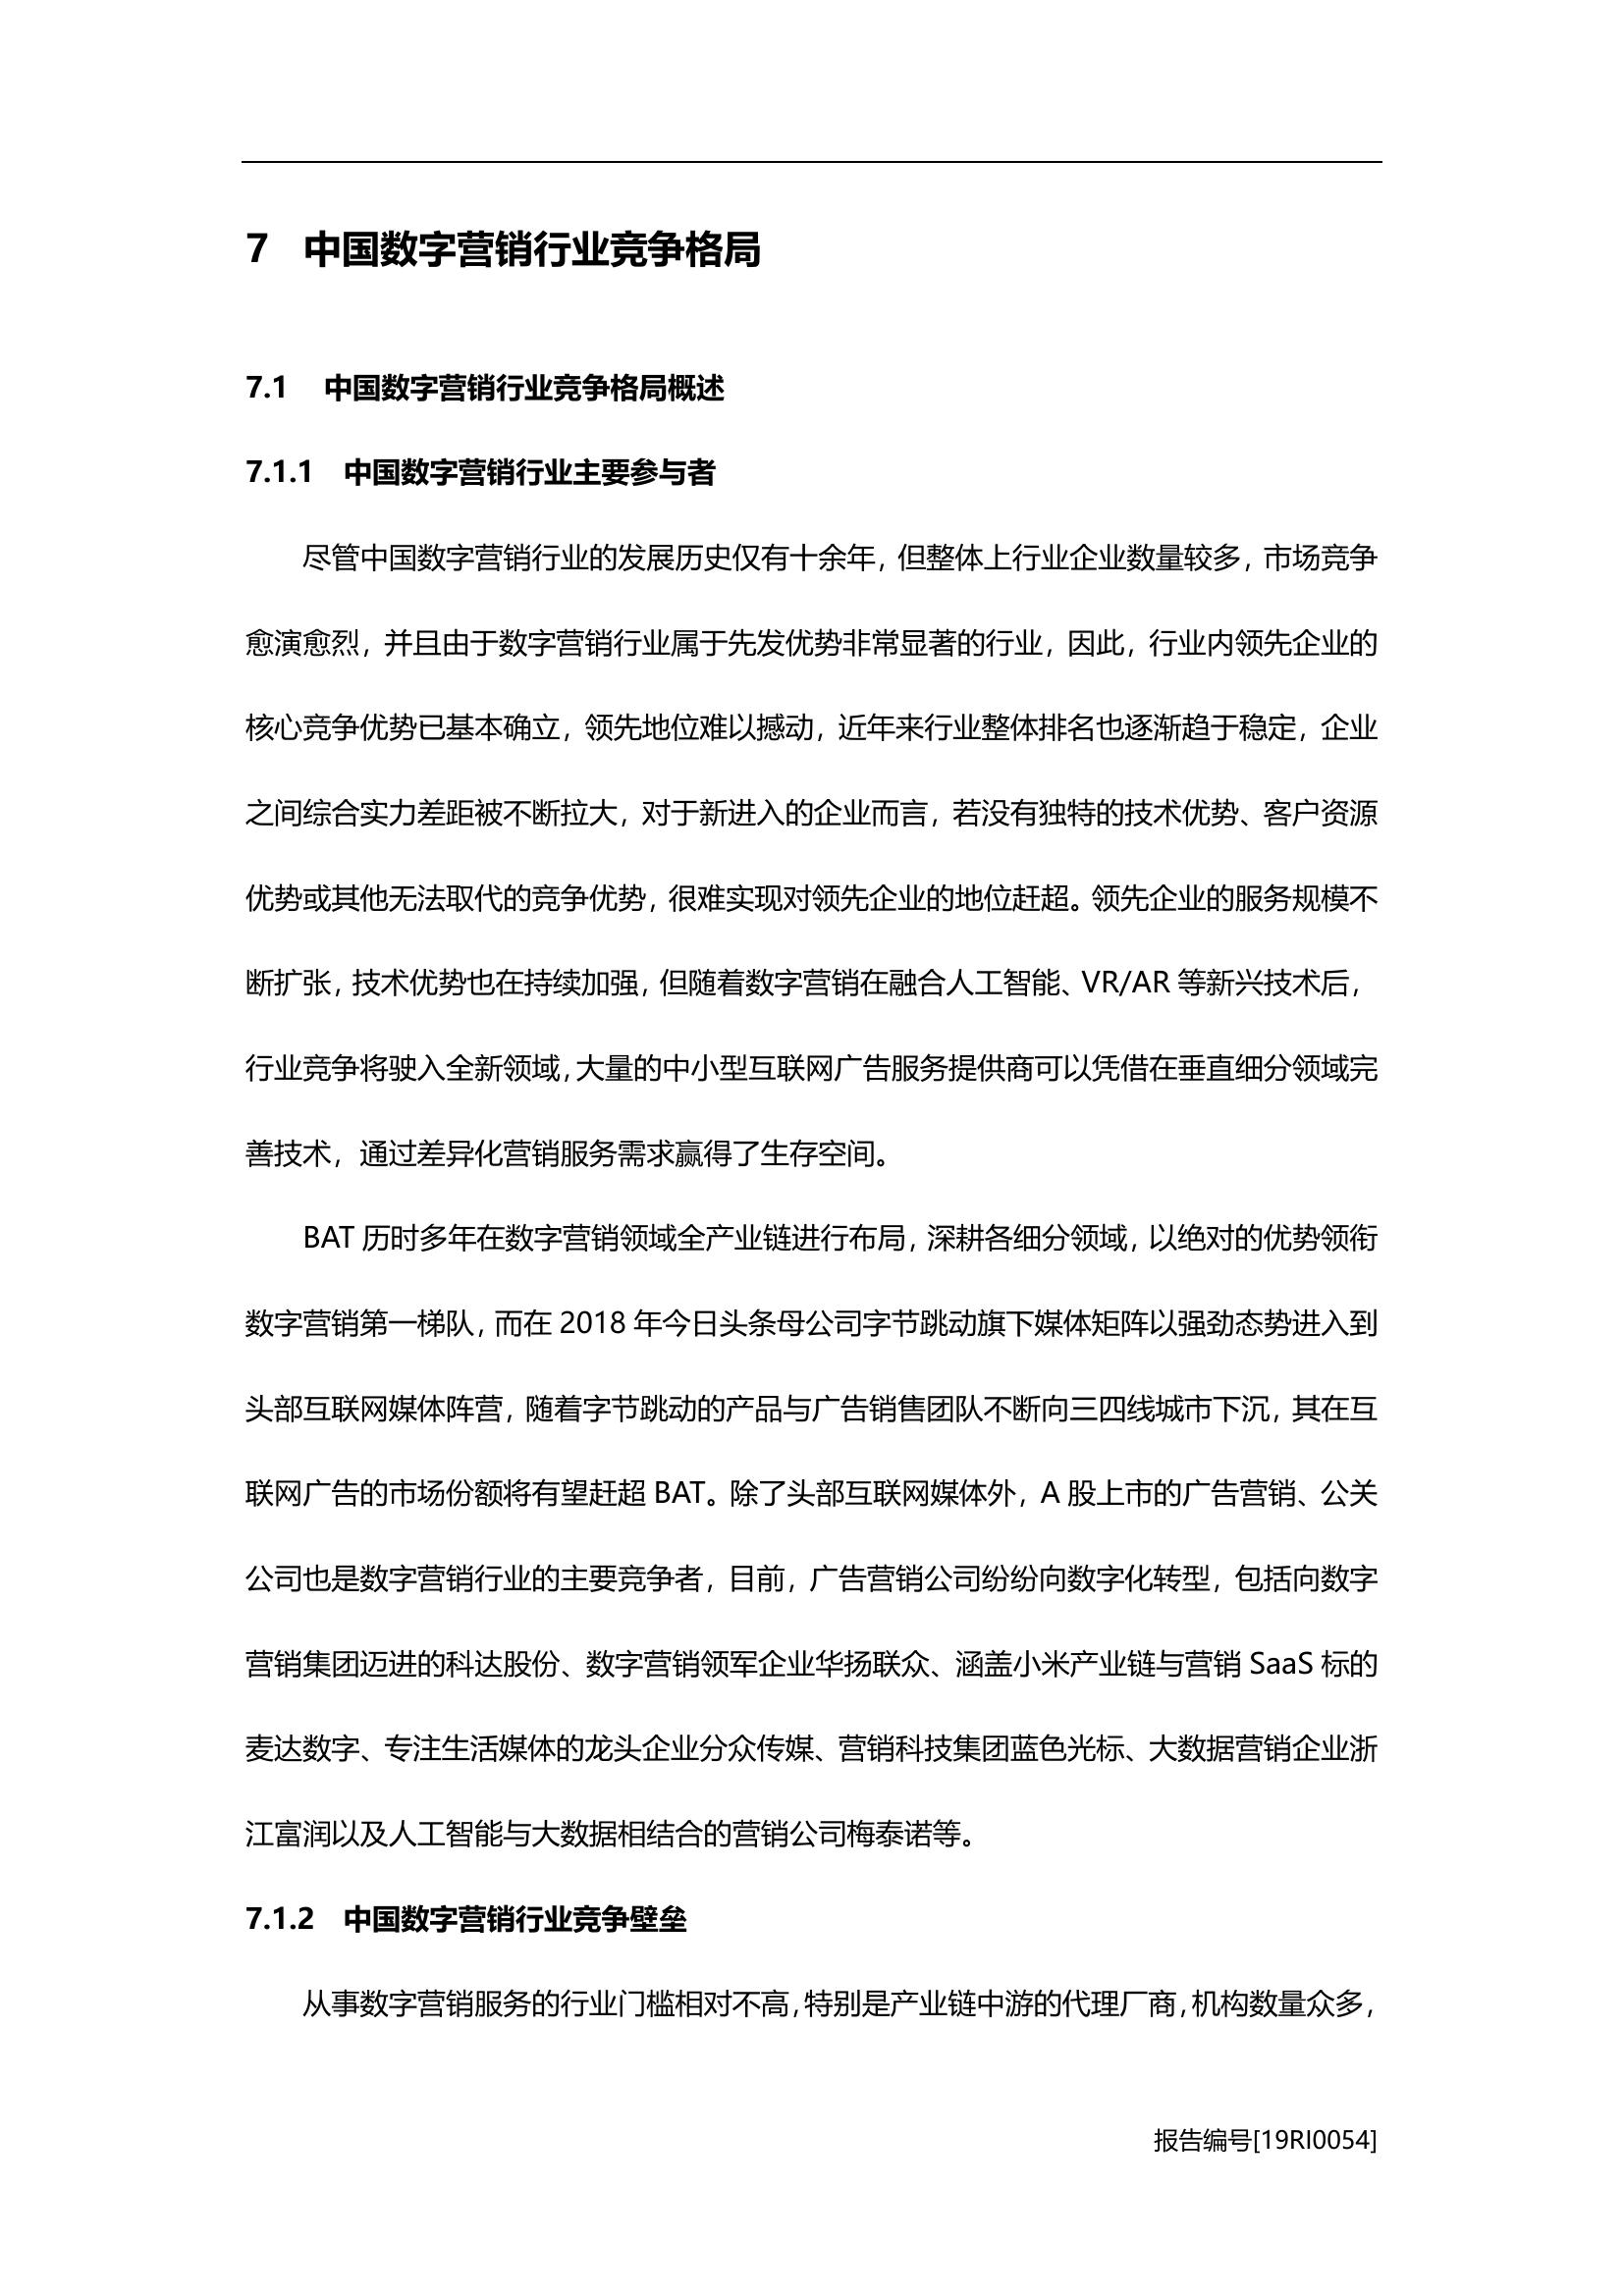 7 中国数字营销行业竞争格局
7.1 中国数字营销行业竞争格局概述
7.1.1 中国数字营销行业主要参与者
尽管中国数字营销行业的发展历史仅有十余年，但整体上行业企业数量较多，市场竞争
愈演愈烈，并且由于数字营销行业属于先发优势非常显著的行业，因此，行业内领先企业的
核心竞争优势已基本确立，领先地位难以撼动，近年来行业整体排名也逐渐趋于稳定，企业
之间综合实力差距被不断拉大，对于新进入的企业而言，若没有独特的技术优势、客户资源
优势或其他无法取代的竞争优势，很难实现对领先企业的地位赶超。领先企业的服务规模不
断扩张，技术优势也在持续加强，但随着数字营销在融合人工智能、VR/AR 等新兴技术后，
行业竞争将驶入全新领域，大量的中小型互联网广告服务提供商可以凭借在垂直细分领域完
善技术，通过差异化营销服务需求赢得了生存空间。
BAT 历时多年在数字营销领域全产业链进行布局，深耕各细分领域，以绝对的优势领衔
数字营销第一梯队，而在 2018 年今日头条母公司字节跳动旗下媒体矩阵以强劲态势进入到
头部互联网媒体阵营，随着字节跳动的产品与广告销售团队不断向三四线城市下沉，其在互
联网广告的市场份额将有望赶超 BAT。除了头部互联网媒体外，A 股上市的广告营销、公关
公司也是数字营销行业的主要竞争者，目前，广告营销公司纷纷向数字化转型，包括向数字
营销集团迈进的科达股份、数字营销领军企业华扬联众、涵盖小米产业链与营销 SaaS 标的
麦达数字、专注生活媒体的龙头企业分众传媒、营销科技集团蓝色光标、大数据营销企业浙
江富润以及人工智能与大数据相结合的营销公司梅泰诺等。
7.1.2 中国数字营销行业竞争壁垒
从事数字营销服务的行业门槛相对不高，特别是产业链中游的代理厂商，机构数量众多，
报告编号[19RI0054]